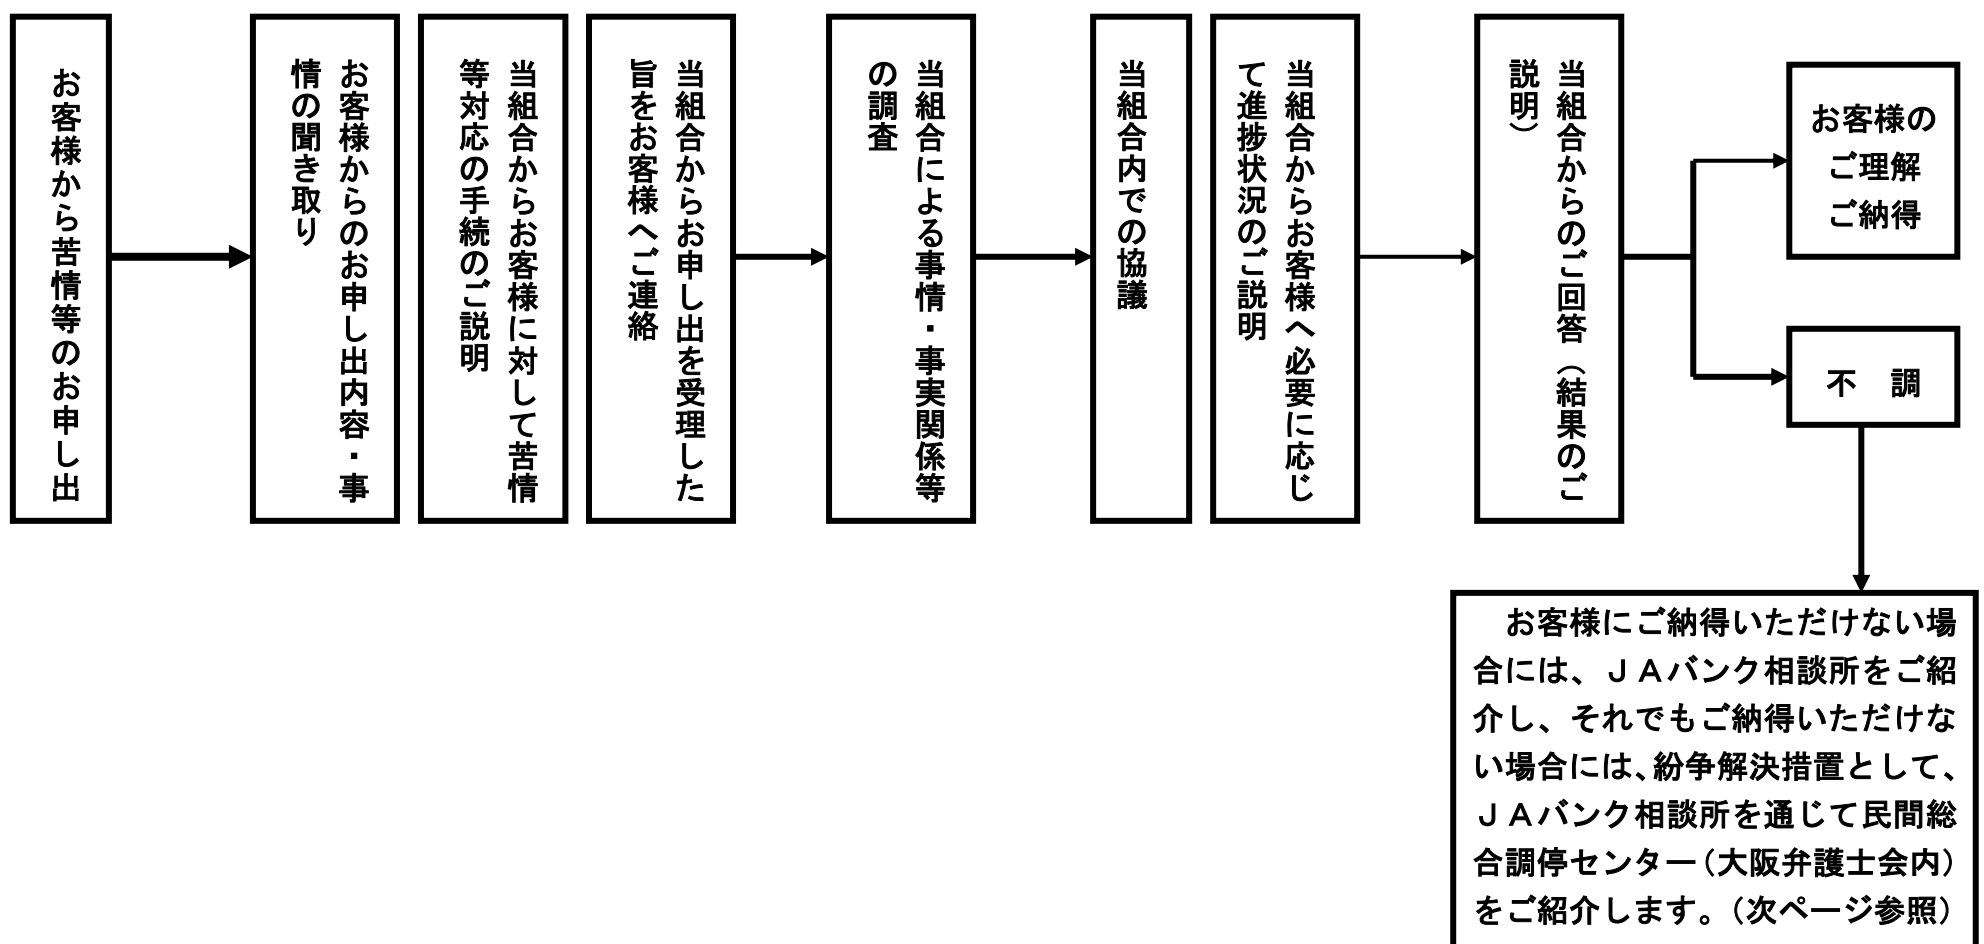 お客様から苦情等のお申し出
お客様からのお申し出内容・事
情の聞き取り
当組合からお客様に対して苦情
等対応の手続のご説明
当組合からお申し出を受理した
旨をお客様へご連絡
当組合による事情・事実関係等
の調査
当組合内での協議
当組合からお客様へ必要に応じ
て進捗状況のご説明
当組合からのご回答（結果のご
説明）
お客様の
ご理解
ご納得
不　調
　お客様にご納得いただけない場
合には、ＪＡバンク相談所をご紹
介し、それでもご納得いただけな
い場合には、紛争解決措置として、
ＪＡバンク相談所を通じて民間総
合調停センター（大阪弁護士会内）
をご紹介します。（次ページ参照）